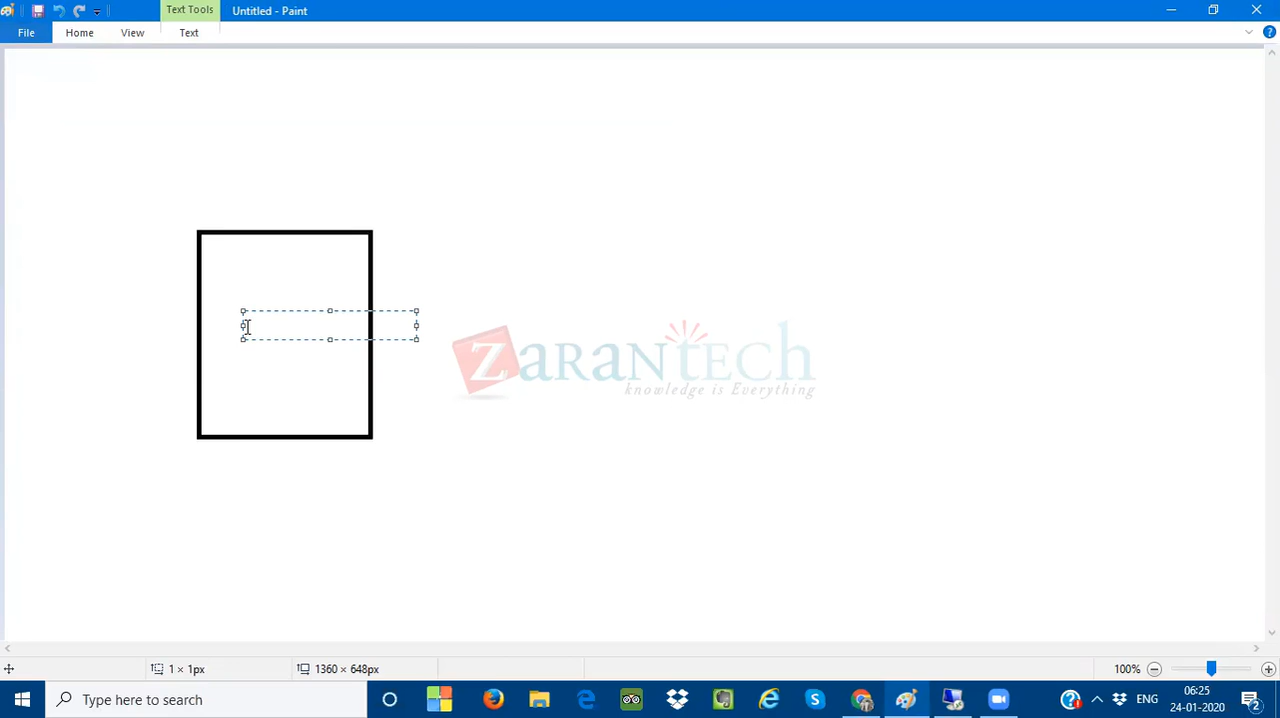 Text Tools
Untitled - Paint
File
Home
View
Text
ZARANTECH
knowledge is Everything
1 × 1px
1360 × 648px
100%
Type here to search
ENG
06:25
24-01-2020
2